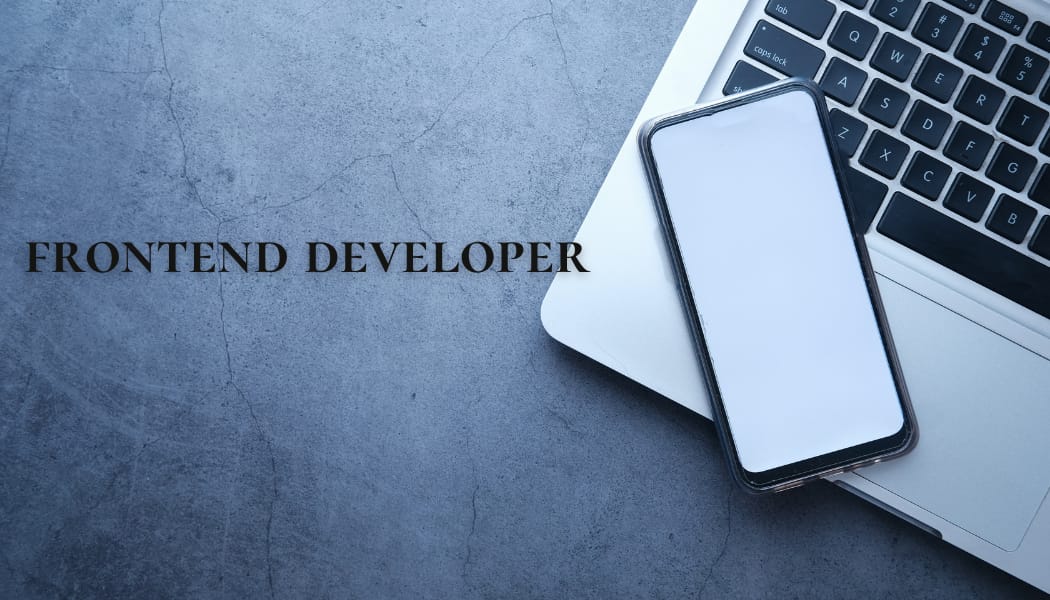 FRONTEND DEVELOPER
2 # 3 $ 4 % 5
tab Q W E R T
caps lock A S D F G
Z X C V B